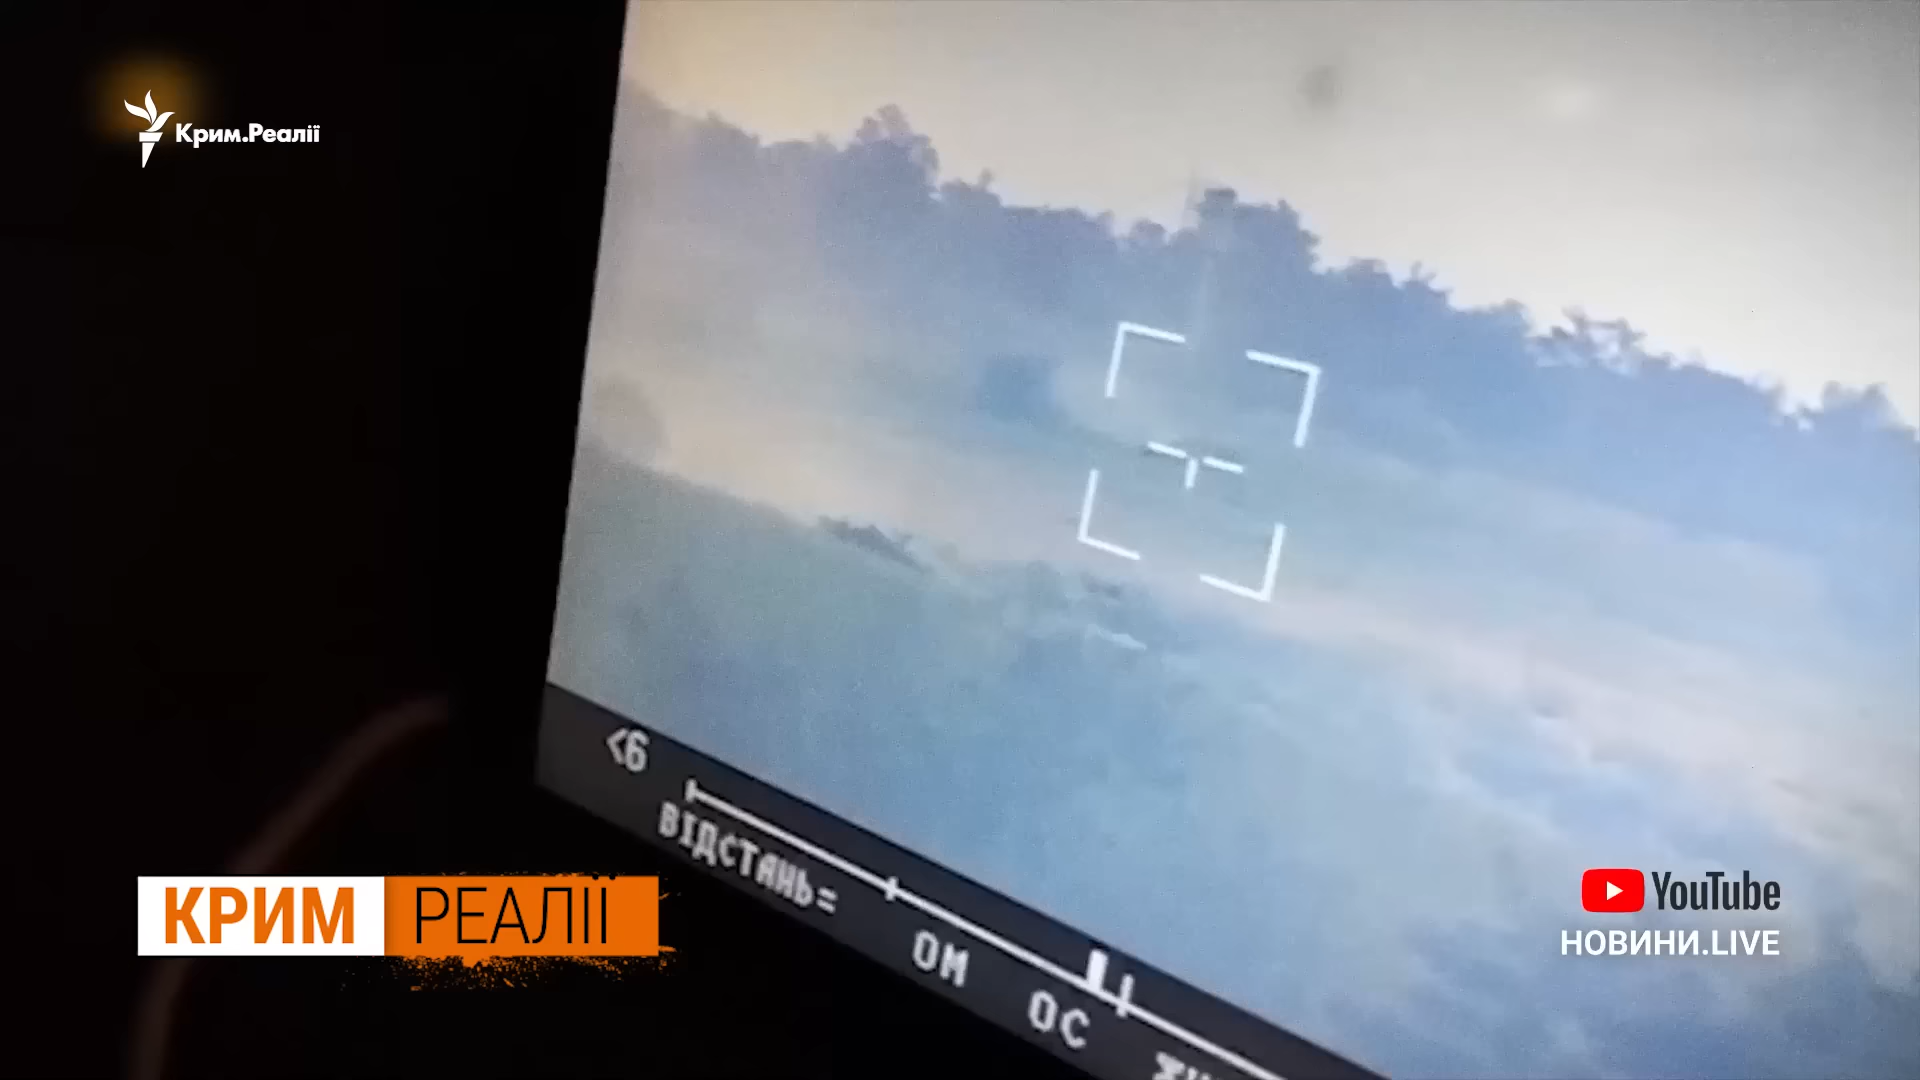 Крим.Реалії
<6
ВІДСТАНЬ=
0М
0С
КРИМ РЕАЛІЇ
YouTube
НОВИНИ.LIVE